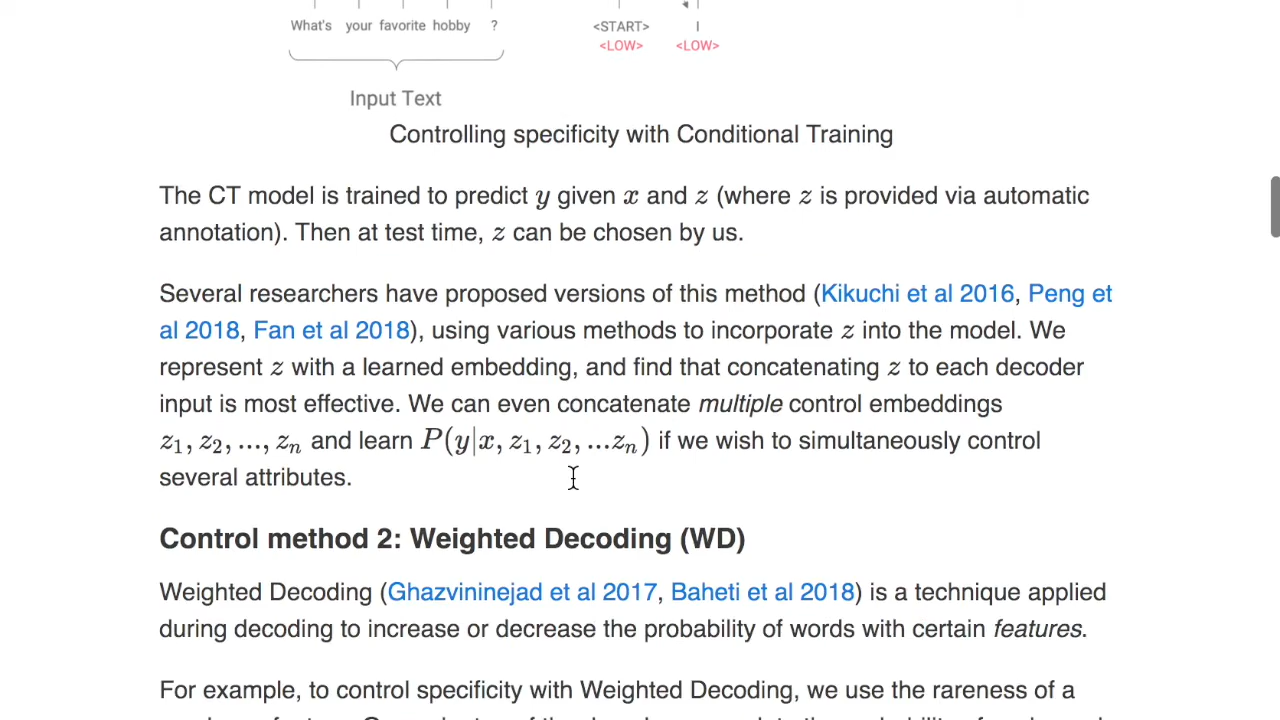 What's your favorite hobby ? <START> I
<LOW> <LOW>
Input Text
Controlling specificity with Conditional Training
The CT model is trained to predict y given x and z (where z is provided via automatic
annotation). Then at test time, z can be chosen by us.
Several researchers have proposed versions of this method (Kikuchi et al 2016, Peng et
al 2018, Fan et al 2018), using various methods to incorporate z into the model. We
represent z with a learned embedding, and find that concatenating z to each decoder
input is most effective. We can even concatenate multiple control embeddings
z₁, z₂, ..., zₙ and learn P(y|x, z₁, z₂, ...zₙ) if we wish to simultaneously control
several attributes.
Control method 2: Weighted Decoding (WD)
Weighted Decoding (Ghazvininejad et al 2017, Baheti et al 2018) is a technique applied
during decoding to increase or decrease the probability of words with certain features.
For example, to control specificity with Weighted Decoding, we use the rareness of a